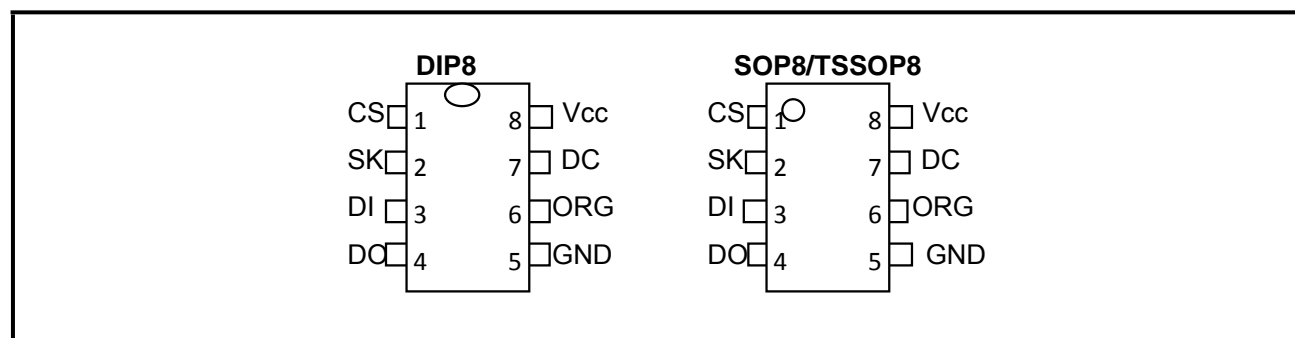 DIP8
CS 1 8 Vcc
SK 2 7 DC
DI 3 6 ORG
DO 4 5 GND
SOP8/TSSOP8
CS 1 8 Vcc
SK 2 7 DC
DI 3 6 ORG
DO 4 5 GND